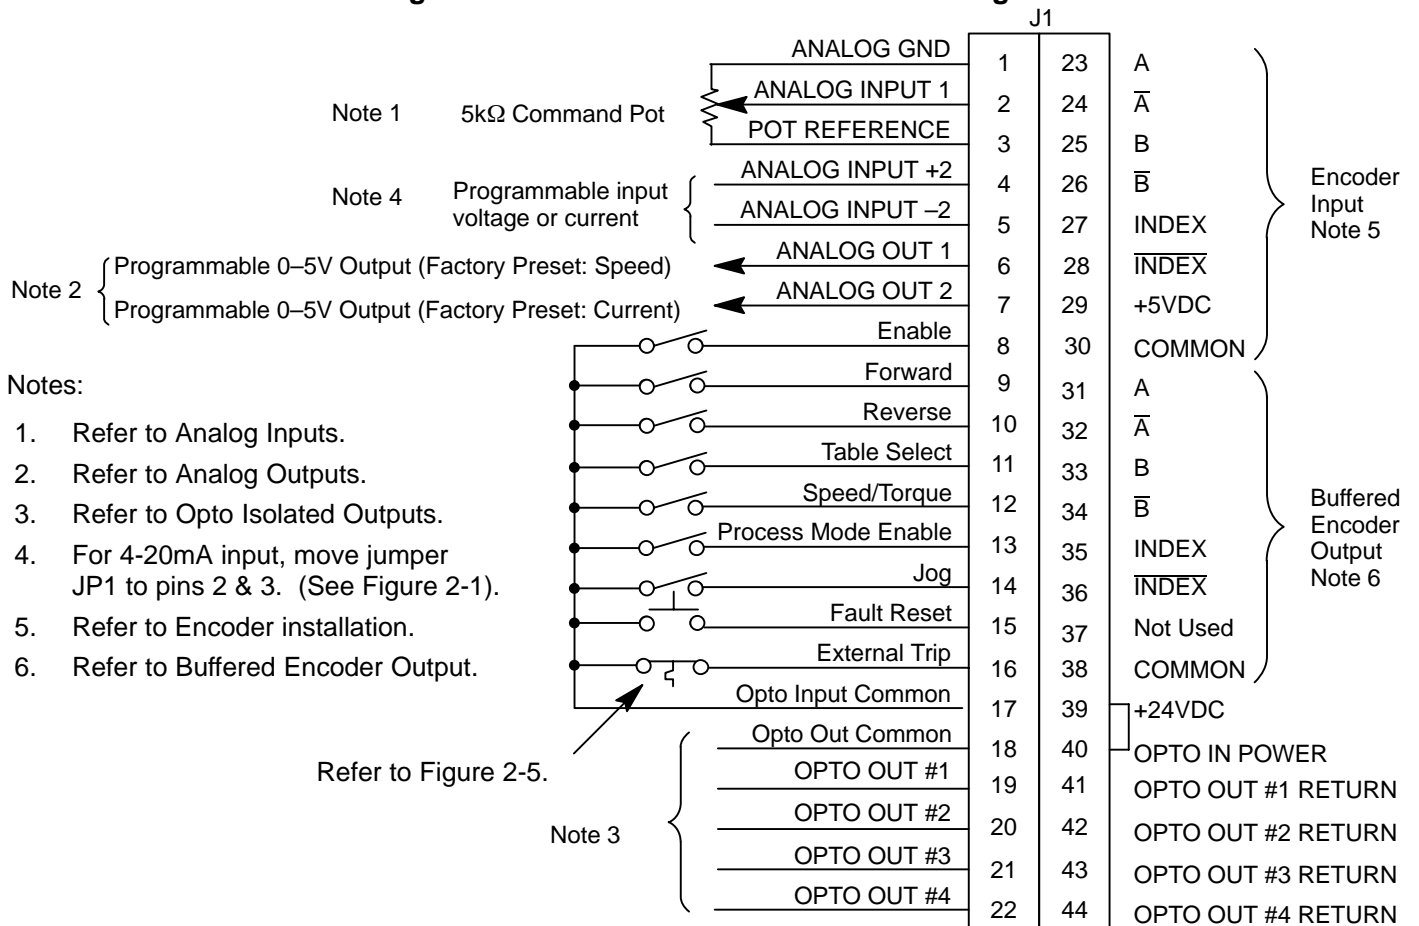 J1
ANALOG GND 1 23 A
Note 1 5kΩ Command Pot ANALOG INPUT 1 2 24 A̅
POT REFERENCE 3 25 B
ANALOG INPUT +2 4 26 B̅
Note 4 Programmable input
voltage or current
ANALOG INPUT –2 5 27 INDEX
Encoder
Input
Note 5
ANALOG OUT 1 6 28 I̅N̅D̅E̅X̅
Note 2 Programmable 0–5V Output (Factory Preset: Speed)
Programmable 0–5V Output (Factory Preset: Current)
ANALOG OUT 2 7 29 +5VDC
Enable 8 30 COMMON
Forward 9 31 A
Reverse 10 32 A̅
Table Select 11 33 B
Speed/Torque 12 34 B̅
Process Mode Enable 13 35 INDEX
Jog 14 36 I̅N̅D̅E̅X̅
Fault Reset 15 37 Not Used
External Trip 16 38 COMMON
Buffered
Encoder
Output
Note 6
Opto Input Common 17 39 +24VDC
Opto Out Common 18 40 OPTO IN POWER
OPTO OUT #1 19 41 OPTO OUT #1 RETURN
OPTO OUT #2 20 42 OPTO OUT #2 RETURN
OPTO OUT #3 21 43 OPTO OUT #3 RETURN
OPTO OUT #4 22 44 OPTO OUT #4 RETURN
Note 3
Refer to Figure 2-5.
Notes:
1. Refer to Analog Inputs.
2. Refer to Analog Outputs.
3. Refer to Opto Isolated Outputs.
4. For 4-20mA input, move jumper
JP1 to pins 2 & 3. (See Figure 2-1).
5. Refer to Encoder installation.
6. Refer to Buffered Encoder Output.